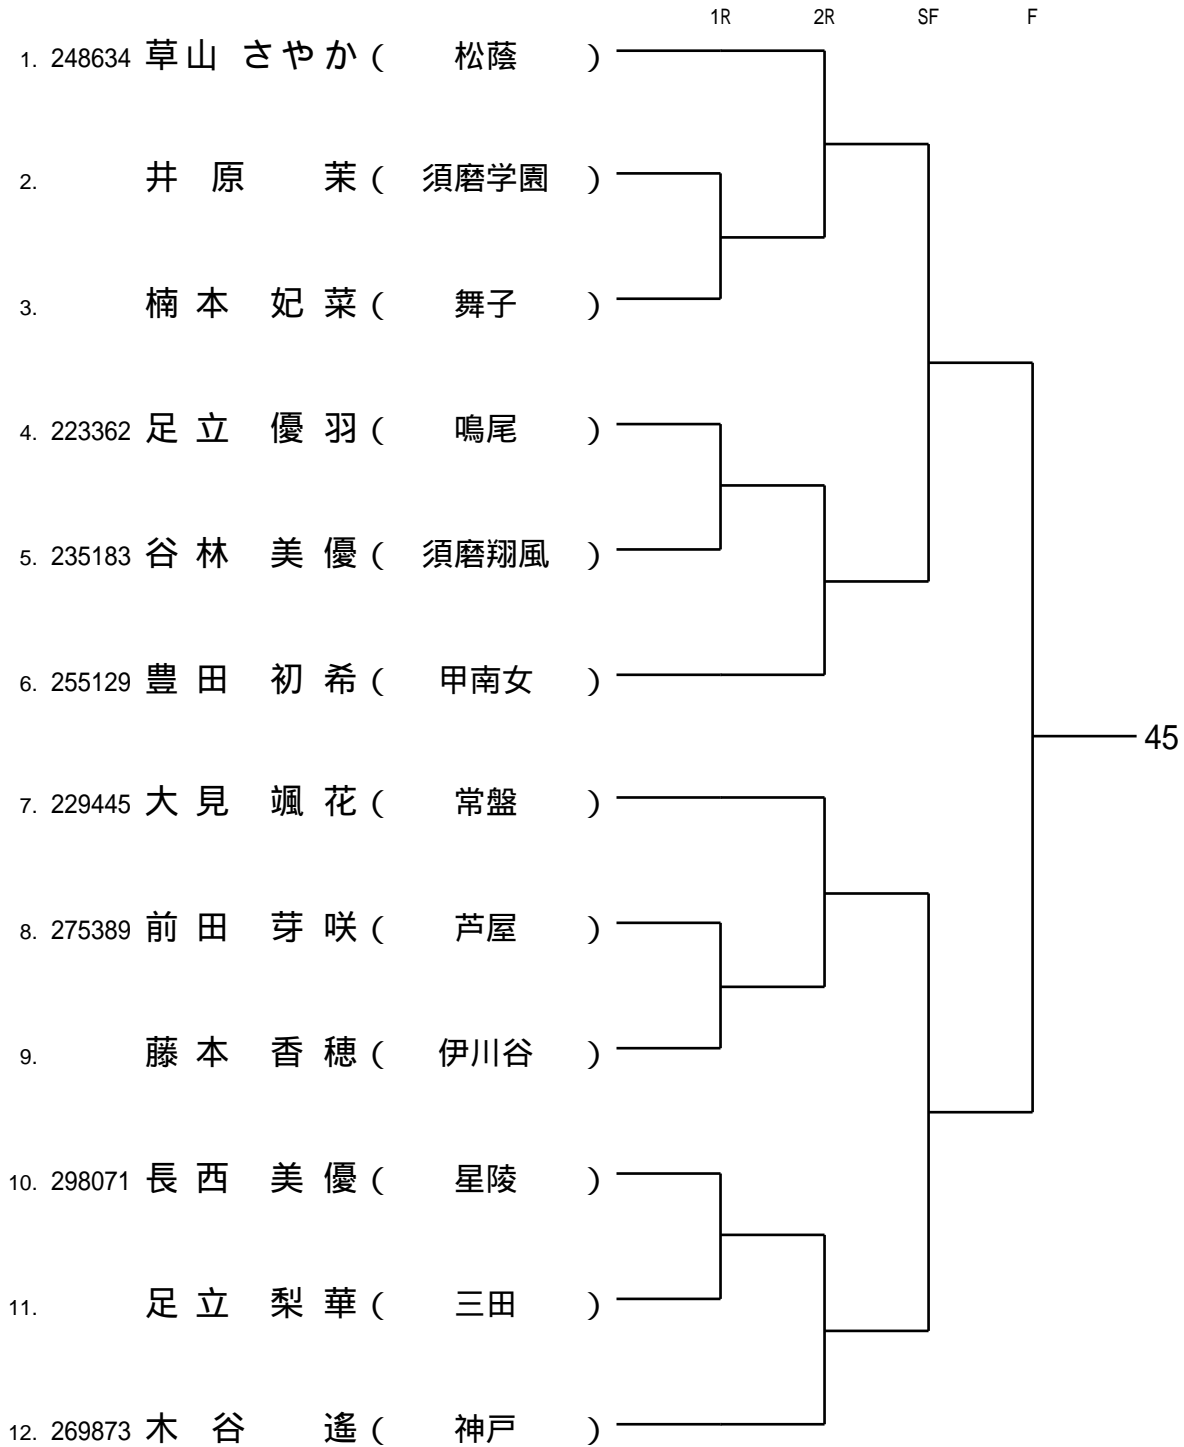 1R 2R SF F
1. 248634 草山 さやか ( 松蔭 )
2. 井原 茉 ( 須磨学園 )
3. 楠本 妃菜 ( 舞子 )
4. 223362 足立 優羽 ( 鳴尾 )
5. 235183 谷林 美優 ( 須磨翔風 )
6. 255129 豊田 初希 ( 甲南女 )
45
7. 229445 大見 颯花 ( 常盤 )
8. 275389 前田 芽咲 ( 芦屋 )
9. 藤本 香穂 ( 伊川谷 )
10. 298071 長西 美優 ( 星陵 )
11. 足立 梨華 ( 三田 )
12. 269873 木谷 遙 ( 神戸 )